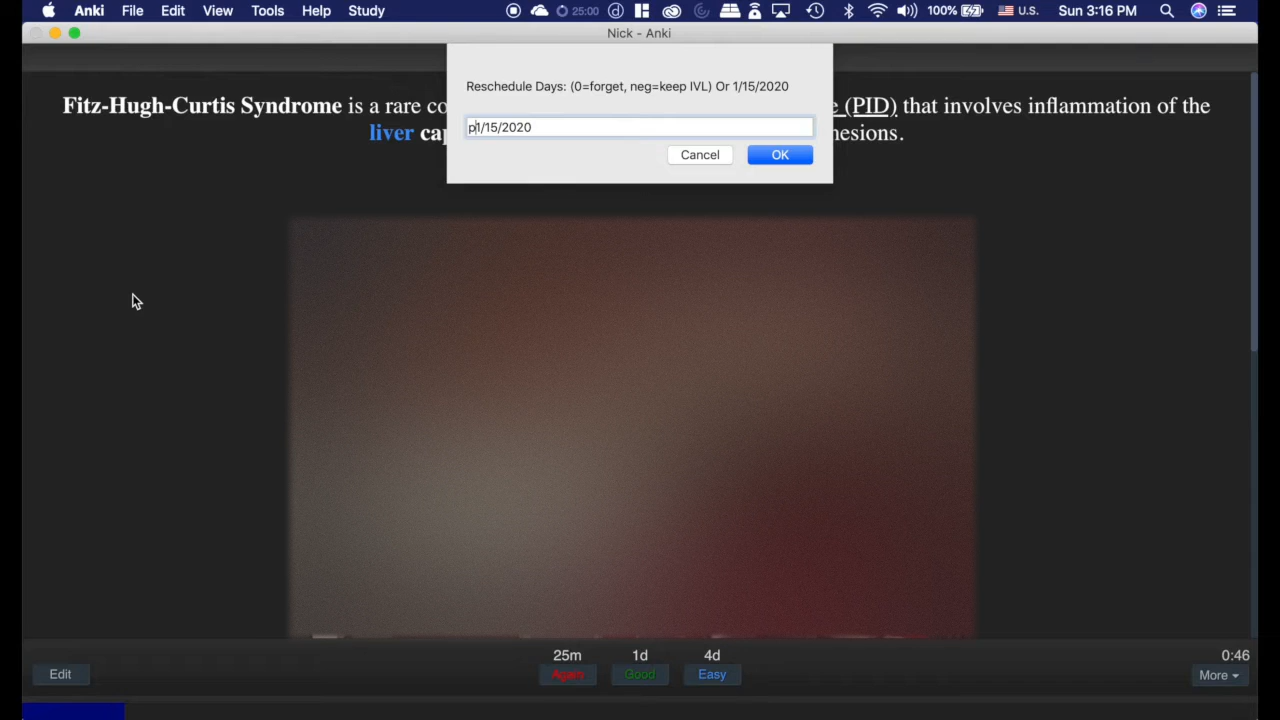 Anki File Edit View Tools Help Study 25:00 100% U.S. Sun 3:16 PM
Nick - Anki
Reschedule Days: (0=forget, neg=keep IVL) Or 1/15/2020
p1/15/2020
Cancel OK
Fitz-Hugh-Curtis Syndrome is a rare co e (PID) that involves inflammation of the
liver cap hesions.
25m 1d 4d 0:46
Edit Again Good Easy More